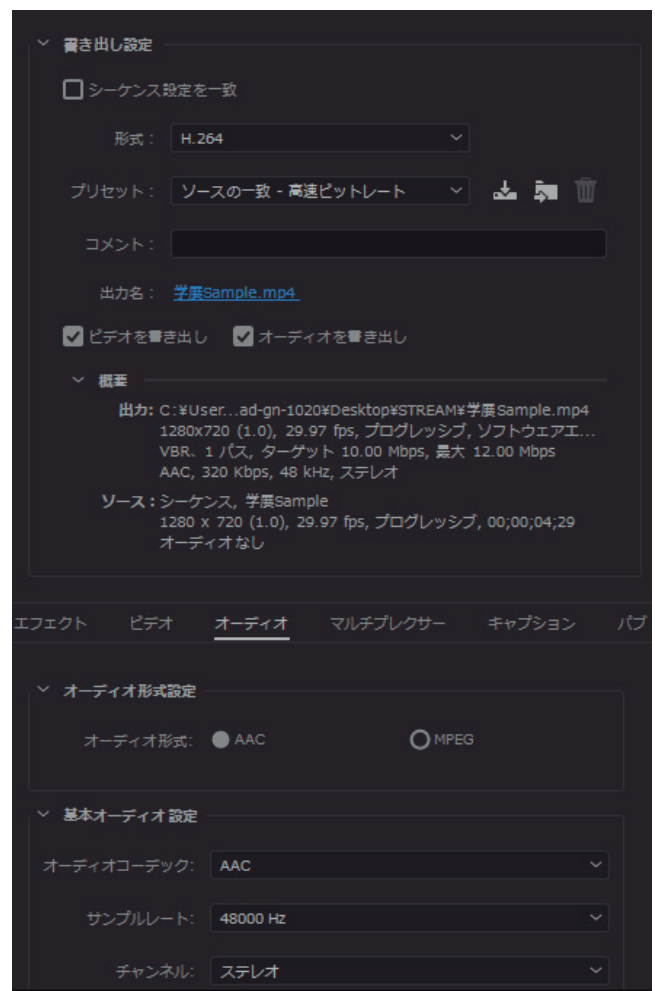 書き出し設定
シーケンス設定を一致
形式： H.264
プリセット： ソースの一致 - 高速ビットレート
コメント：
出力名： 学展Sample.mp4
ビデオを書き出し オーディオを書き出し
概要
出力: C:¥User...ad-gn-1020¥Desktop¥STREAM¥学展Sample.mp4
1280x720 (1.0), 29.97 fps, プログレッシブ, ソフトウェアエ...
VBR、1 パス, ターゲット 10.00 Mbps, 最大 12.00 Mbps
AAC, 320 Kbps, 48 kHz, ステレオ
ソース： シーケンス, 学展Sample
1280 x 720 (1.0), 29.97 fps, プログレッシブ, 00;00;04;29
オーディオなし
エフェクト ビデオ オーディオ マルチプレクサー キャプション パブ
オーディオ形式設定
オーディオ形式: AAC MPEG
基本オーディオ設定
オーディオコーデック: AAC
サンプルレート: 48000 Hz
チャンネル: ステレオ